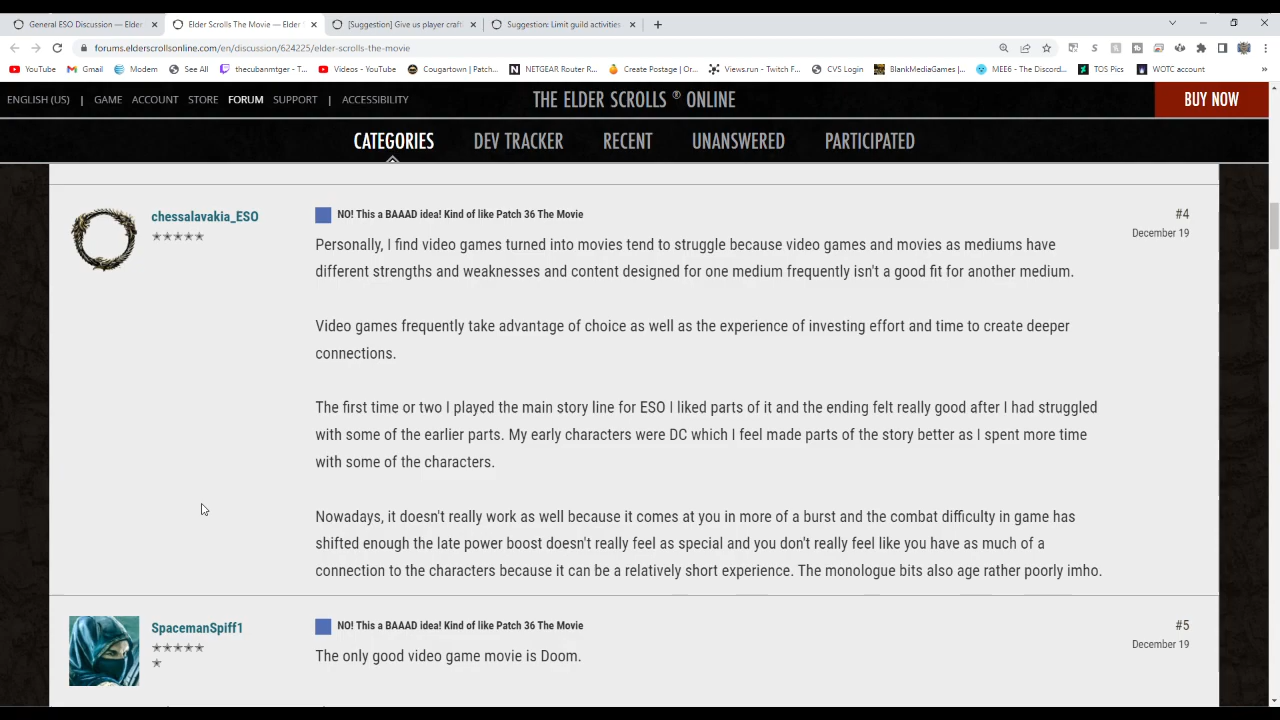 General ESO Discussion — Elder
Elder Scrolls The Movie — Elder
[Suggestion] Give us player craft
Suggestion: Limit guild activities
forums.elderscrollsonline.com/en/discussion/624225/elder-scrolls-the-movie
YouTube Gmail Modem See All thecubanmtger - T... Videos - YouTube Cougartown | Patch... NETGEAR Router R... Create Postage | Or... Views.run - Twitch F... CVS Login BlankMediaGames |... MEE6 - The Discord... TOS Pics WOTC account »
ENGLISH (US) | GAME ACCOUNT STORE FORUM SUPPORT | ACCESSIBILITY
THE ELDER SCROLLS ® ONLINE
BUY NOW
CATEGORIES DEV TRACKER RECENT UNANSWERED PARTICIPATED
chessalavakia_ESO
NO! This a BAAAD idea! Kind of like Patch 36 The Movie
#4
December 19
Personally, I find video games turned into movies tend to struggle because video games and movies as mediums have
different strengths and weaknesses and content designed for one medium frequently isn't a good fit for another medium.
Video games frequently take advantage of choice as well as the experience of investing effort and time to create deeper
connections.
The first time or two I played the main story line for ESO I liked parts of it and the ending felt really good after I had struggled
with some of the earlier parts. My early characters were DC which I feel made parts of the story better as I spent more time
with some of the characters.
Nowadays, it doesn't really work as well because it comes at you in more of a burst and the combat difficulty in game has
shifted enough the late power boost doesn't really feel as special and you don't really feel like you have as much of a
connection to the characters because it can be a relatively short experience. The monologue bits also age rather poorly imho.
SpacemanSpiff1
NO! This a BAAAD idea! Kind of like Patch 36 The Movie
#5
December 19
The only good video game movie is Doom.